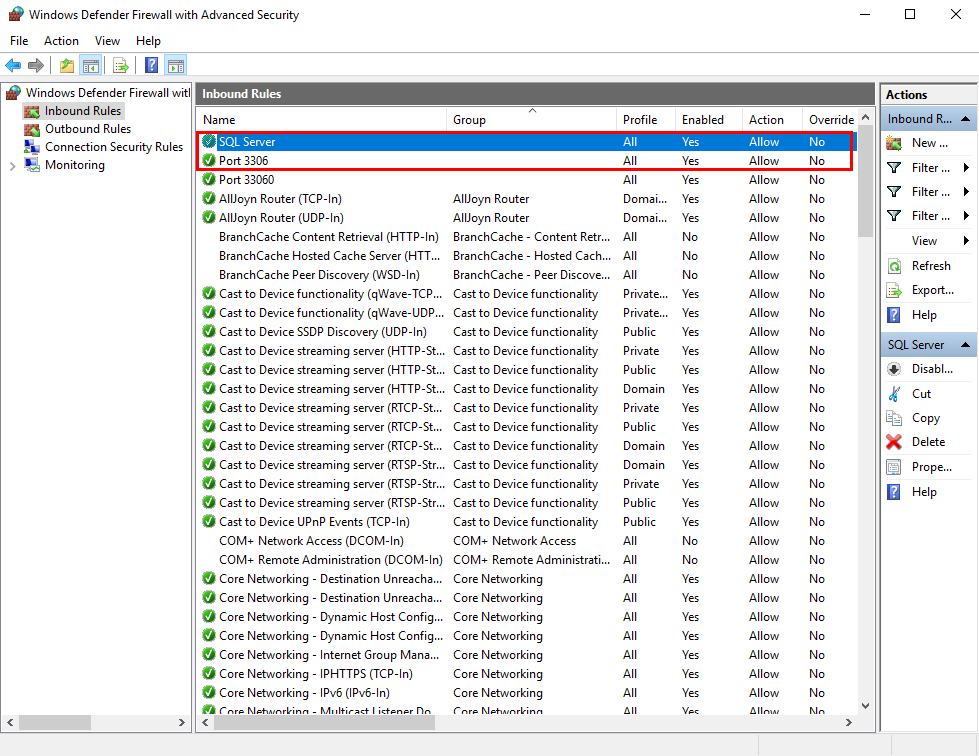 Windows Defender Firewall with Advanced Security
File Action View Help
Windows Defender Firewall witl
Inbound Rules
Outbound Rules
Connection Security Rules
Monitoring
Inbound Rules
Name Group Profile Enabled Action Override
SQL Server All Yes Allow No
Port 3306 All Yes Allow No
Port 33060 All Yes Allow No
AllJoyn Router (TCP-In) AllJoyn Router Domai... Yes Allow No
AllJoyn Router (UDP-In) AllJoyn Router Domai... Yes Allow No
BranchCache Content Retrieval (HTTP-In) BranchCache - Content Retr... All No Allow No
BranchCache Hosted Cache Server (HTT... BranchCache - Hosted Cach... All No Allow No
BranchCache Peer Discovery (WSD-In) BranchCache - Peer Discove... All No Allow No
Cast to Device functionality (qWave-TCP... Cast to Device functionality Private... Yes Allow No
Cast to Device functionality (qWave-UDP... Cast to Device functionality Private... Yes Allow No
Cast to Device SSDP Discovery (UDP-In) Cast to Device functionality Public Yes Allow No
Cast to Device streaming server (HTTP-St... Cast to Device functionality Private Yes Allow No
Cast to Device streaming server (HTTP-St... Cast to Device functionality Public Yes Allow No
Cast to Device streaming server (HTTP-St... Cast to Device functionality Domain Yes Allow No
Cast to Device streaming server (RTCP-St... Cast to Device functionality Private Yes Allow No
Cast to Device streaming server (RTCP-St... Cast to Device functionality Public Yes Allow No
Cast to Device streaming server (RTCP-St... Cast to Device functionality Domain Yes Allow No
Cast to Device streaming server (RTSP-Str... Cast to Device functionality Domain Yes Allow No
Cast to Device streaming server (RTSP-Str... Cast to Device functionality Private Yes Allow No
Cast to Device streaming server (RTSP-Str... Cast to Device functionality Public Yes Allow No
Cast to Device UPnP Events (TCP-In) Cast to Device functionality Public Yes Allow No
COM+ Network Access (DCOM-In) COM+ Network Access All No Allow No
COM+ Remote Administration (DCOM-In) COM+ Remote Administrati... All No Allow No
Core Networking - Destination Unreacha... Core Networking All Yes Allow No
Core Networking - Destination Unreacha... Core Networking All Yes Allow No
Core Networking - Dynamic Host Config... Core Networking All Yes Allow No
Core Networking - Dynamic Host Config... Core Networking All Yes Allow No
Core Networking - Internet Group Mana... Core Networking All Yes Allow No
Core Networking - IPHTTPS (TCP-In) Core Networking All Yes Allow No
Core Networking - IPv6 (IPv6-In) Core Networking All Yes Allow No
Core Networking - Multicast Listener Do... Core Networking All Yes Allow No
Actions
Inbound R...
New ...
Filter ...
Filter ...
Filter ...
View
Refresh
Export...
Help
SQL Server
Disabl...
Cut
Copy
Delete
Prope...
Help